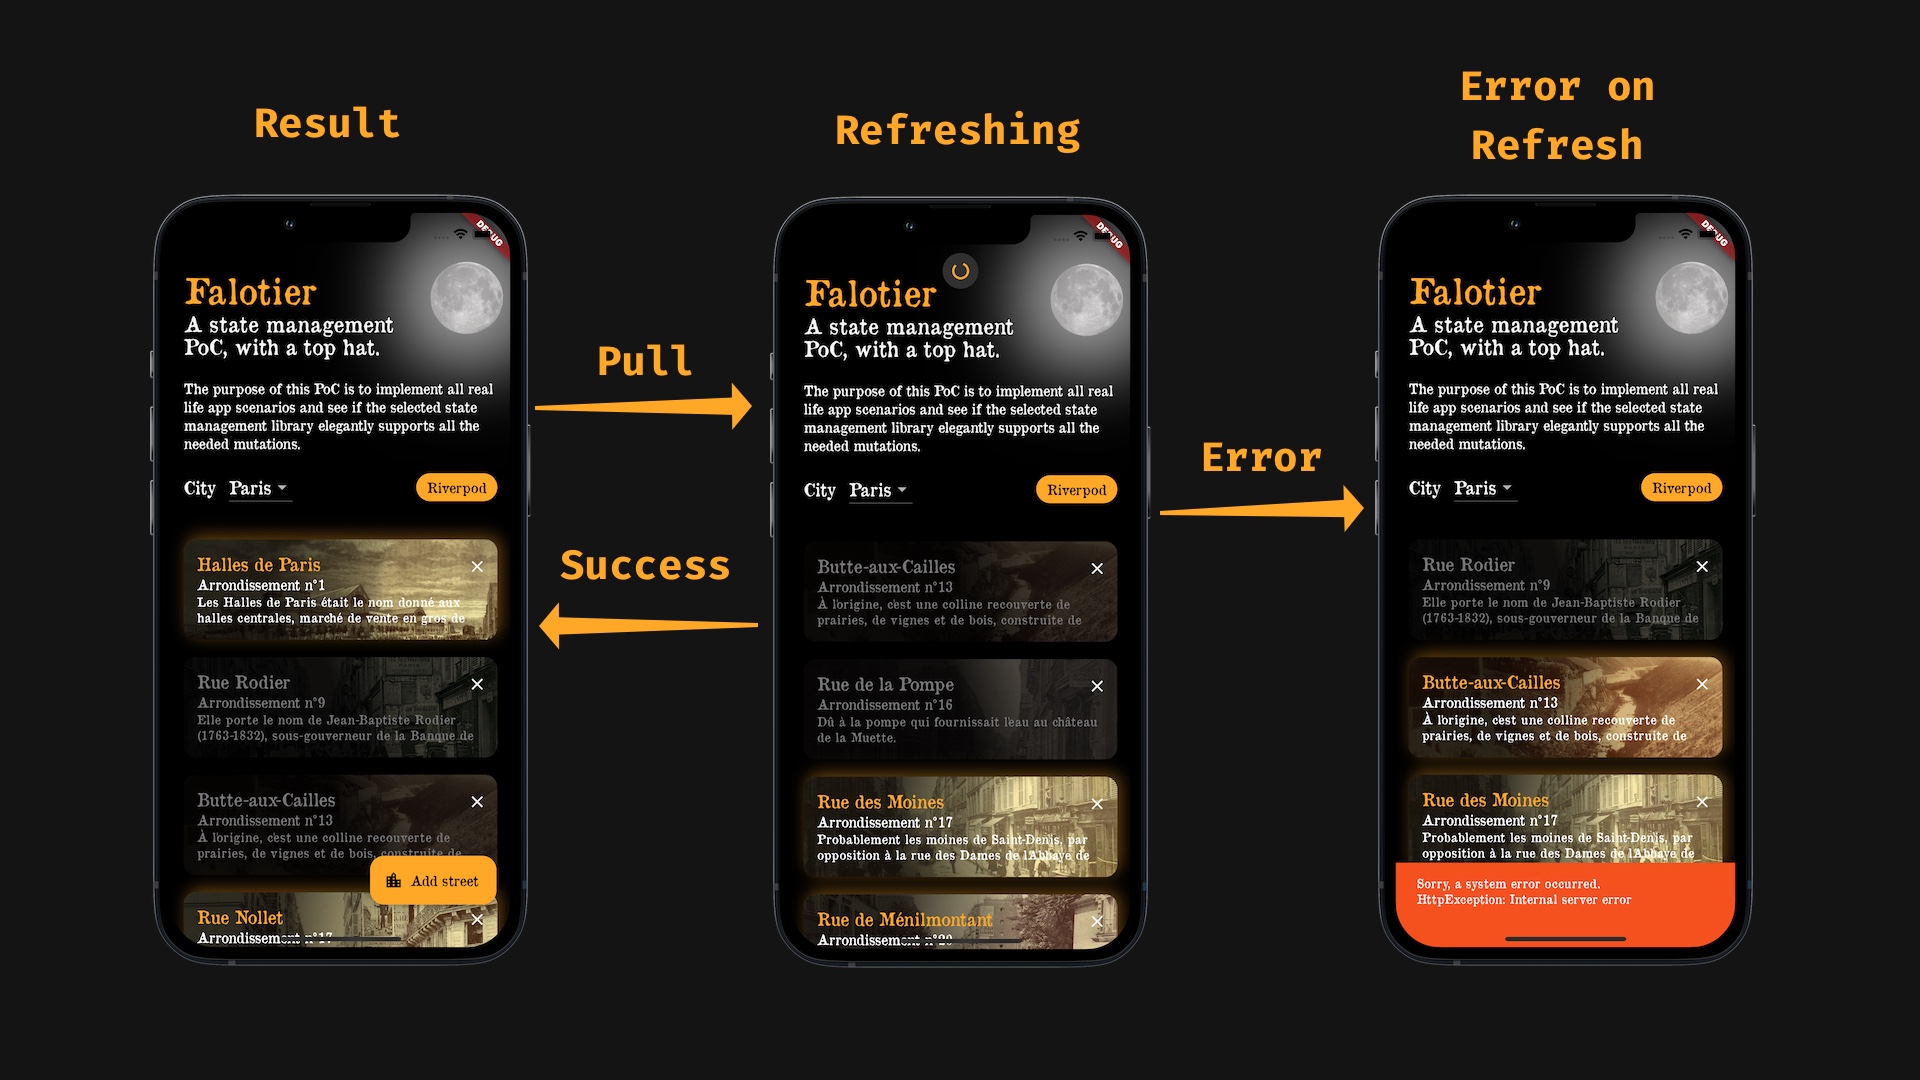 Result
Refreshing
Error on
Refresh
DEBUG
Falotier
A state management
PoC, with a top hat.
The purpose of this PoC is to implement all real
life app scenarios and see if the selected state
management library elegantly supports all the
needed mutations.
City Paris
Riverpod
Halles de Paris
Arrondissement n°1
Les Halles de Paris était le nom donné aux
halles centrales, marché de vente en gros de
Rue Rodier
Arrondissement n°9
Elle porte le nom de Jean-Baptiste Rodier
(1763-1832), sous-gouverneur de la Banque de
Butte-aux-Cailles
Arrondissement n°13
À l'origine, c'est une colline recouverte de
prairies, de vignes et de bois, construite de
Add street
Rue Nollet
Arrondissement n°17
Pull
Success
DEBUG
Falotier
A state management
PoC, with a top hat.
The purpose of this PoC is to implement all real
life app scenarios and see if the selected state
management library elegantly supports all the
needed mutations.
City Paris
Riverpod
Butte-aux-Cailles
Arrondissement n°13
À l'origine, c'est une colline recouverte de
prairies, de vignes et de bois, construite de
Rue de la Pompe
Arrondissement n°16
Dû à la pompe qui fournissait l'eau au château
de la Muette.
Rue des Moines
Arrondissement n°17
Probablement les moines de Saint-Denis, par
opposition à la rue des Dames de l'Abbaye de
Rue de Ménilmontant
Arrondissement n°20
Error
DEBUG
Falotier
A state management
PoC, with a top hat.
The purpose of this PoC is to implement all real
life app scenarios and see if the selected state
management library elegantly supports all the
needed mutations.
City Paris
Riverpod
Rue Rodier
Arrondissement n°9
Elle porte le nom de Jean-Baptiste Rodier
(1763-1832), sous-gouverneur de la Banque de
Butte-aux-Cailles
Arrondissement n°13
À l'origine, c'est une colline recouverte de
prairies, de vignes et de bois, construite de
Rue des Moines
Arrondissement n°17
Probablement les moines de Saint-Denis, par
opposition à la rue des Dames de l'Abbaye de
Sorry, a system error occurred.
HttpException: Internal server error